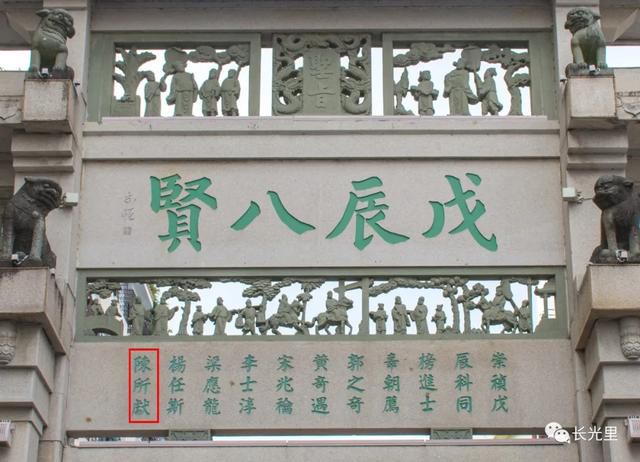 聖旨
戊辰八賢
崇禎戊
辰科同
榜進士
辜朝薦
郭之奇
黄奇遇
宋兆禴
李士淳
梁應龍
楊任斯
陳所献
长光里